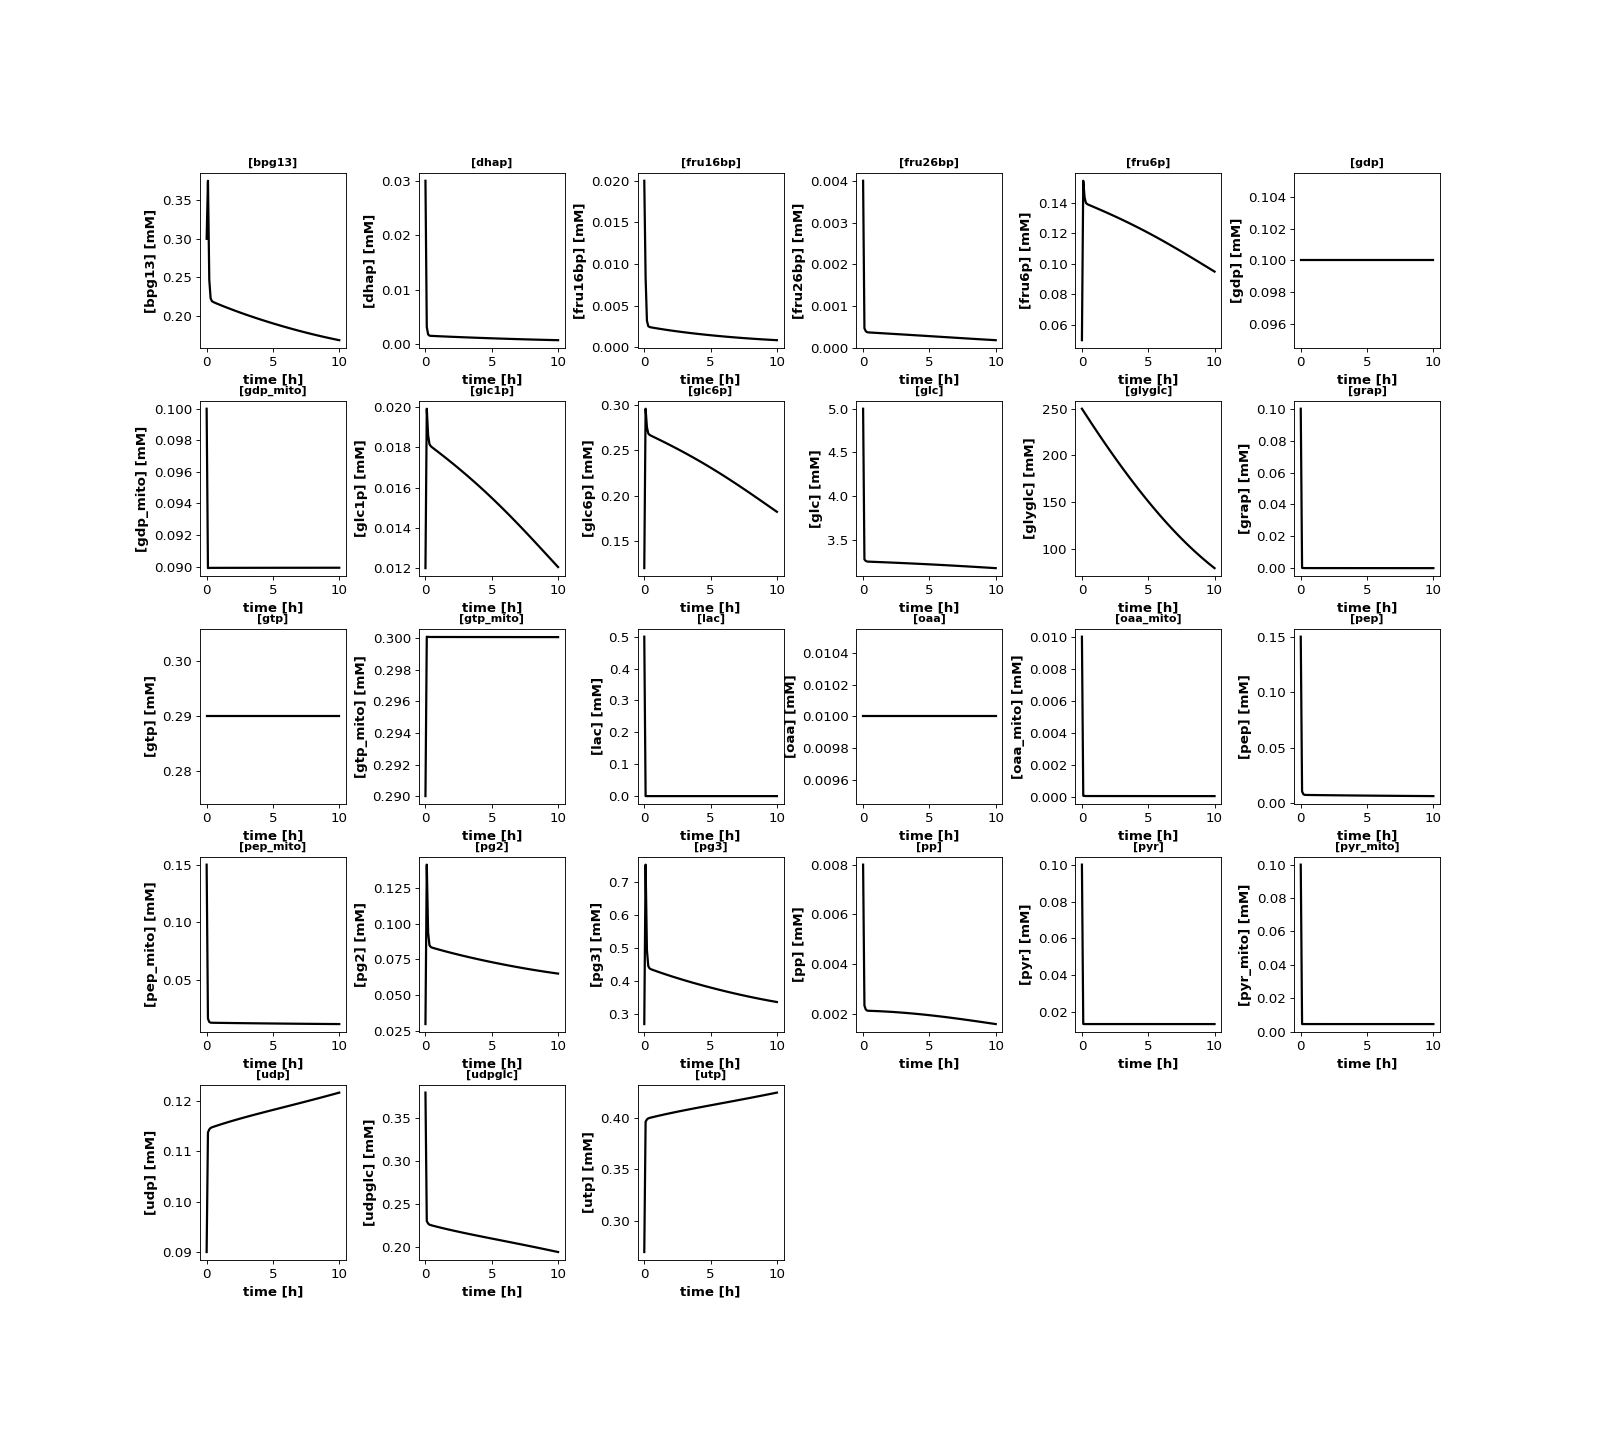 [bpg13] [dhap] [fru16bp] [fru26bp] [fru6p] [gdp]
[bpg13] [mM] 0.35 0.30 0.25 0.20
[dhap] [mM] 0.03 0.02 0.01 0.00
[fru16bp] [mM] 0.020 0.015 0.010 0.005 0.000
[fru26bp] [mM] 0.004 0.003 0.002 0.001 0.000
[fru6p] [mM] 0.14 0.12 0.10 0.08 0.06
[gdp] [mM] 0.104 0.102 0.100 0.098 0.096
0 5 10 0 5 10 0 5 10 0 5 10 0 5 10 0 5 10
time [h] time [h] time [h] time [h] time [h] time [h]
[gdp_mito] [glc1p] [glc6p] [glc] [glyglc] [grap]
[gdp_mito] [mM] 0.100 0.098 0.096 0.094 0.092 0.090
[glc1p] [mM] 0.020 0.018 0.016 0.014 0.012
[glc6p] [mM] 0.30 0.25 0.20 0.15
[glc] [mM] 5.0 4.5 4.0 3.5
[glyglc] [mM] 250 200 150 100
[grap] [mM] 0.10 0.08 0.06 0.04 0.02 0.00
0 5 10 0 5 10 0 5 10 0 5 10 0 5 10 0 5 10
time [h] time [h] time [h] time [h] time [h] time [h]
[gtp] [gtp_mito] [lac] [oaa] [oaa_mito] [pep]
[gtp] [mM] 0.30 0.29 0.28
[gtp_mito] [mM] 0.300 0.298 0.296 0.294 0.292 0.290
[lac] [mM] 0.5 0.4 0.3 0.2 0.1 0.0
[oaa] [mM] 0.0104 0.0102 0.0100 0.0098 0.0096
[oaa_mito] [mM] 0.010 0.008 0.006 0.004 0.002 0.000
[pep] [mM] 0.15 0.10 0.05 0.00
0 5 10 0 5 10 0 5 10 0 5 10 0 5 10 0 5 10
time [h] time [h] time [h] time [h] time [h] time [h]
[pep_mito] [pg2] [pg3] [pp] [pyr] [pyr_mito]
[pep_mito] [mM] 0.15 0.10 0.05
[pg2] [mM] 0.125 0.100 0.075 0.050 0.025
[pg3] [mM] 0.7 0.6 0.5 0.4 0.3
[pp] [mM] 0.008 0.006 0.004 0.002
[pyr] [mM] 0.10 0.08 0.06 0.04 0.02
[pyr_mito] [mM] 0.10 0.08 0.06 0.04 0.02 0.00
0 5 10 0 5 10 0 5 10 0 5 10 0 5 10 0 5 10
time [h] time [h] time [h] time [h] time [h] time [h]
[udp] [udpglc] [utp]
[udp] [mM] 0.12 0.11 0.10 0.09
[udpglc] [mM] 0.35 0.30 0.25 0.20
[utp] [mM] 0.40 0.35 0.30
0 5 10 0 5 10 0 5 10
time [h] time [h] time [h]